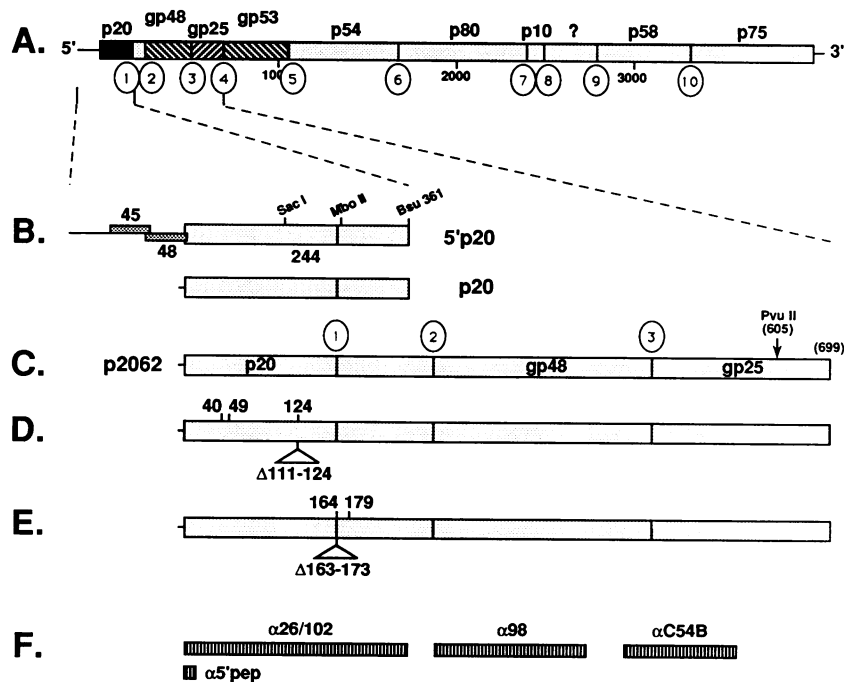 gp48 gp53
p20 gp25 p54 p80 p10 ? p58 p75
A. 5' 3'
100 2000 3000
1 2 3 4 5 6 7 8 9 10
Sac I Mbo II Bsu 361
45
B. 5'p20
48 244
p20
1 2 3 Pvu II
(605) (699)
C. p2062 p20 gp48 gp25
40 49 124
D.
Δ111-124
164 179
E.
Δ163-173
α26/102 α98 αC54B
F.
α5'pep